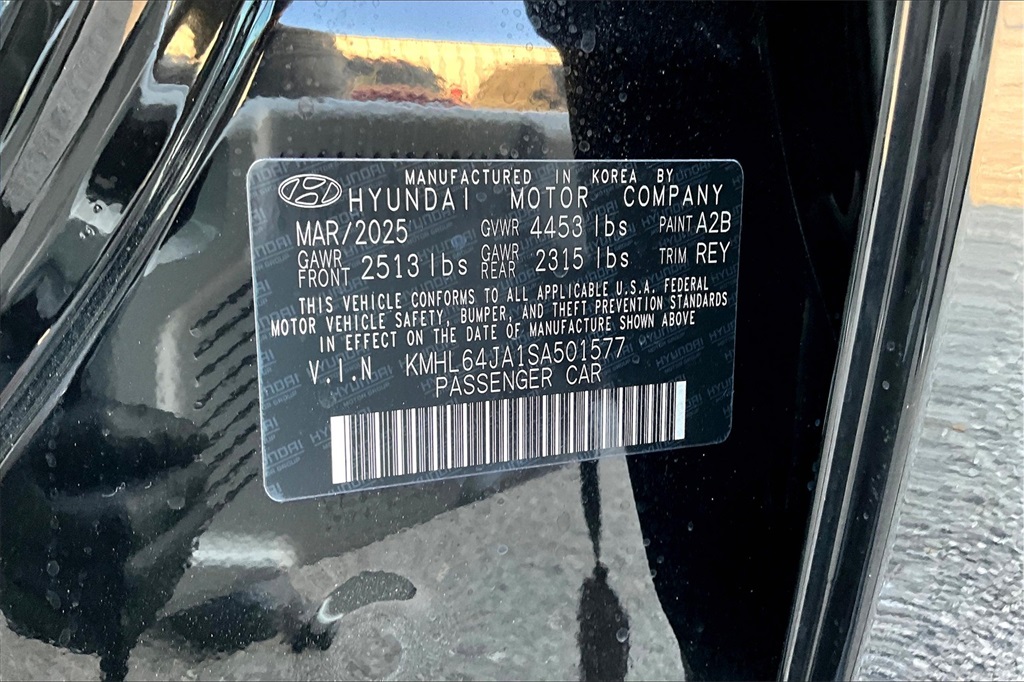 MANUFACTURED IN KOREA BY
HYUNDAI MOTOR COMPANY
MAR/2025 GVWR 4453 lbs PAINT A2B
GAWR FRONT 2513 lbs GAWR REAR 2315 lbs TRIM REY
THIS VEHICLE CONFORMS TO ALL APPLICABLE U.S.A. FEDERAL
MOTOR VEHICLE SAFETY, BUMPER, AND THEFT PREVENTION STANDARDS
IN EFFECT ON THE DATE OF MANUFACTURE SHOWN ABOVE
V.I.N KMHL64JA1SA501577
PASSENGER CAR